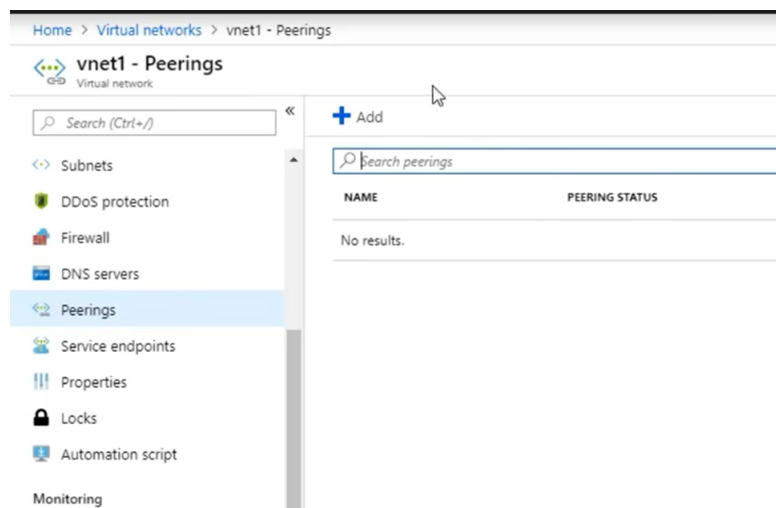 Home > Virtual networks > vnet1 - Peerings
vnet1 - Peerings
Virtual network
Search (Ctrl+/)
«
Subnets
DDoS protection
Firewall
DNS servers
Peerings
Service endpoints
Properties
Locks
Automation script
Monitoring
Add
Search peerings
NAME PEERING STATUS
No results.